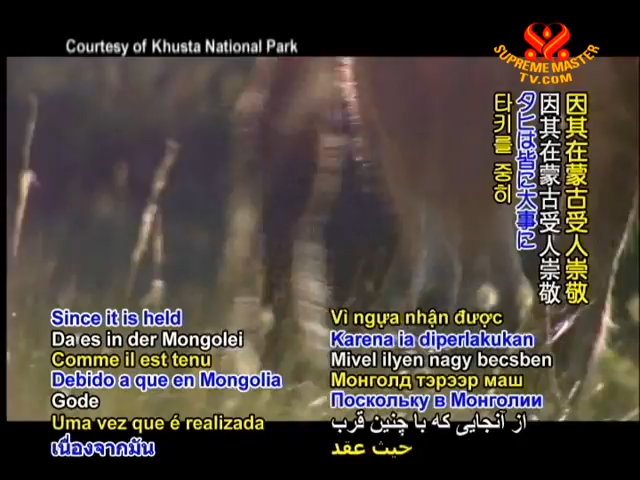 Courtesy of Khusta National Park
SUPREME MASTER
TV.COM
因其在蒙古受人崇敬
因其在蒙古受人崇敬
タヒは皆に大事に
타키를 중히
Since it is held
Da es in der Mongolei
Comme il est tenu
Debido a que en Mongolia
Gode
Uma vez que é realizada
เนื่องจากมัน
Vì ngựa nhận được
Karena ia diperlakukan
Mivel ilyen nagy becsben
Монголд тэрээр маш
Поскольку в Монголии
از آنجایی که با چنین قرب
حيث عقد